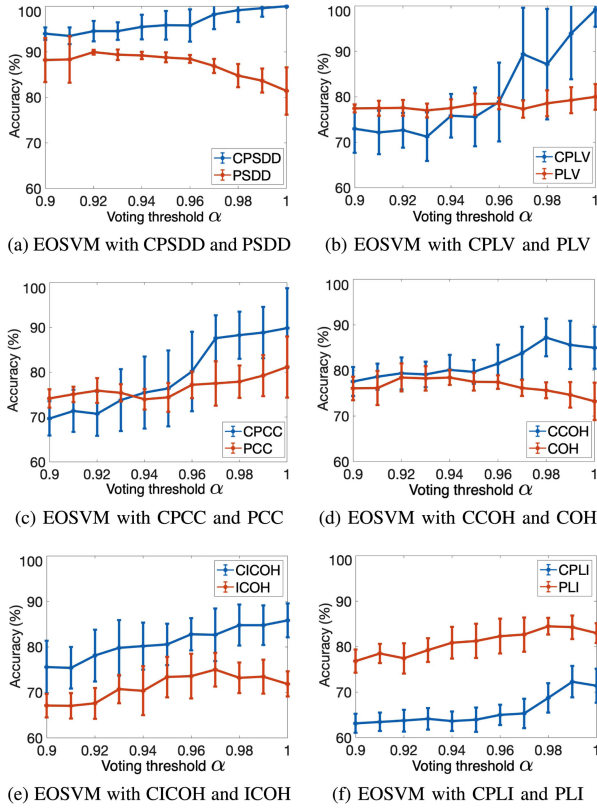 100
90
80
70
60
Accuracy (%)
CPSDD
PSDD
0.9 0.92 0.94 0.96 0.98 1
Voting threshold α
(a) EOSVM with CPSDD and PSDD
100
90
80
70
60
Accuracy (%)
CPLV
PLV
0.9 0.92 0.94 0.96 0.98 1
Voting threshold α
(b) EOSVM with CPLV and PLV
100
90
80
70
60
Accuracy (%)
CPCC
PCC
0.9 0.92 0.94 0.96 0.98 1
Voting threshold α
(c) EOSVM with CPCC and PCC
100
90
80
70
60
Accuracy (%)
CCOH
COH
0.9 0.92 0.94 0.96 0.98 1
Voting threshold α
(d) EOSVM with CCOH and COH
100
90
80
70
60
Accuracy (%)
CICOH
ICOH
0.9 0.92 0.94 0.96 0.98 1
Voting threshold α
(e) EOSVM with CICOH and ICOH
100
90
80
70
60
Accuracy (%)
CPLI
PLI
0.9 0.92 0.94 0.96 0.98 1
Voting threshold α
(f) EOSVM with CPLI and PLI